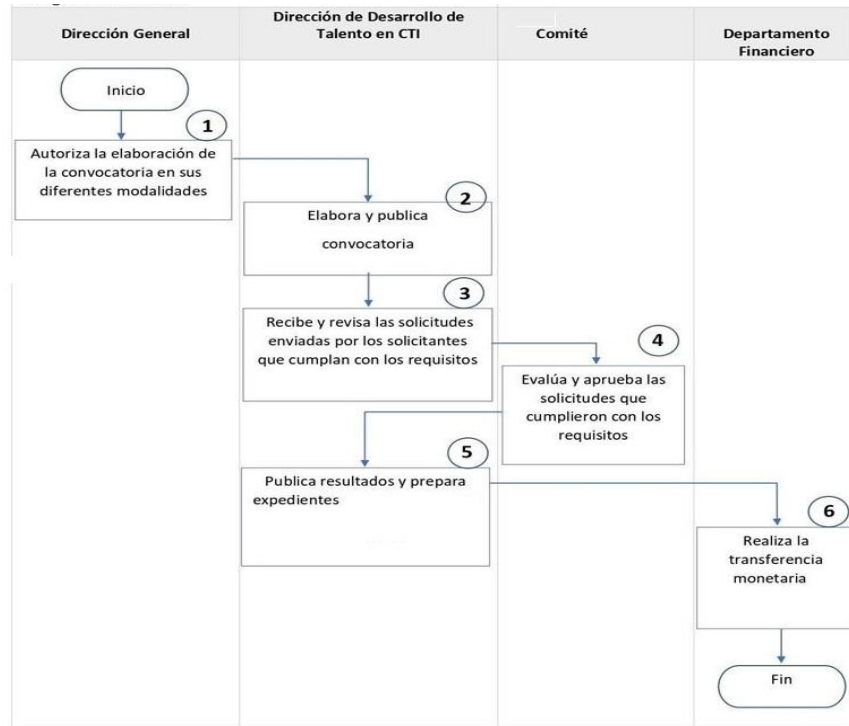 Dirección General
Dirección de Desarrollo de
Talento en CTI
Comité
Departamento
Financiero
Inicio
1
Autoriza la elaboración de
la convocatoria en sus
diferentes modalidades
2
Elabora y publica
convocatoria
3
Recibe y revisa las solicitudes
enviadas por los solicitantes
que cumplan con los requisitos
4
Evalúa y aprueba las
solicitudes que
cumplieron con los
requisitos
5
Publica resultados y prepara
expedientes
6
Realiza la
transferencia
monetaria
Fin